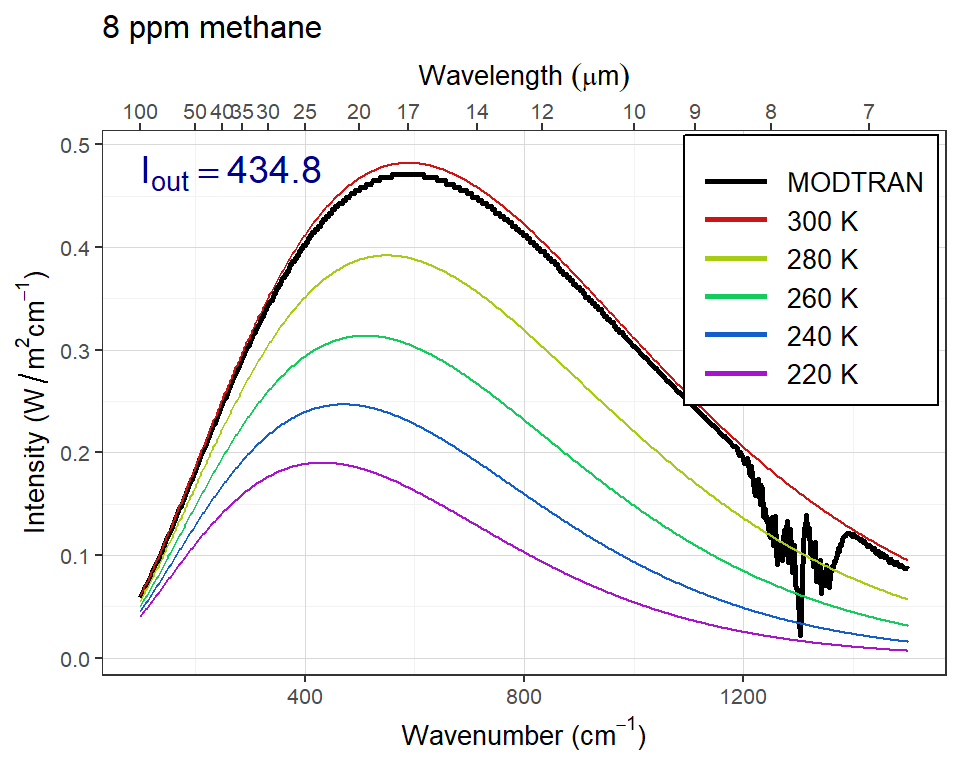 8 ppm methane
Wavelength (μm)
100 50 40 35 30 25 20 17 14 12 10 9 8 7
I_out = 434.8
MODTRAN
300 K
280 K
260 K
240 K
220 K
0.5
0.4
0.3
0.2
0.1
0.0
Intensity (W / m²cm⁻¹)
400 800 1200
Wavenumber (cm⁻¹)